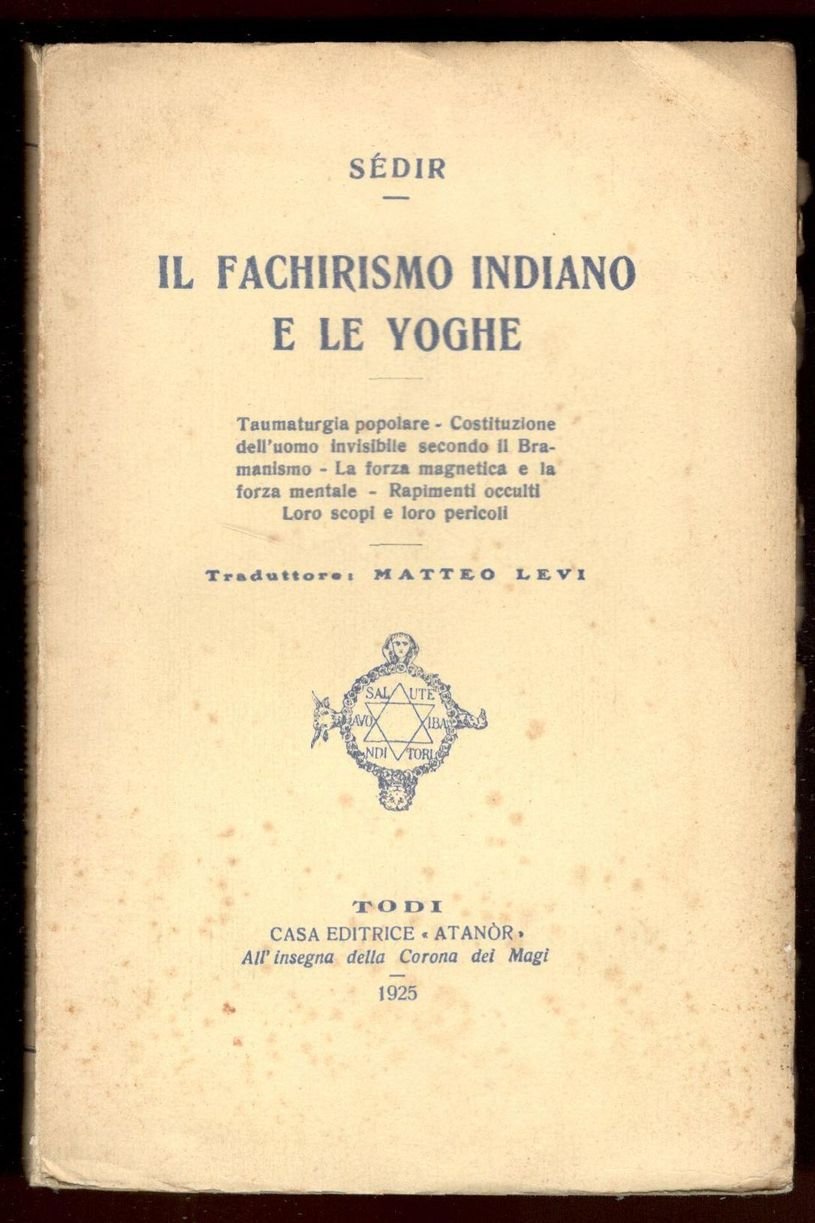 SÉDIR
IL FACHIRISMO INDIANO
E LE YOGHE
Taumaturgia popolare - Costituzione
dell'uomo invisibile secondo il Bra-
manismo - La forza magnetica e la
forza mentale - Rapimenti occulti
Loro scopi e loro pericoli
Traduttore: MATTEO LEVI
SAL UTE
AVO IBA
NDI TORI
TODI
CASA EDITRICE « ATANÒR »
All' insegna della Corona dei Magi
1925